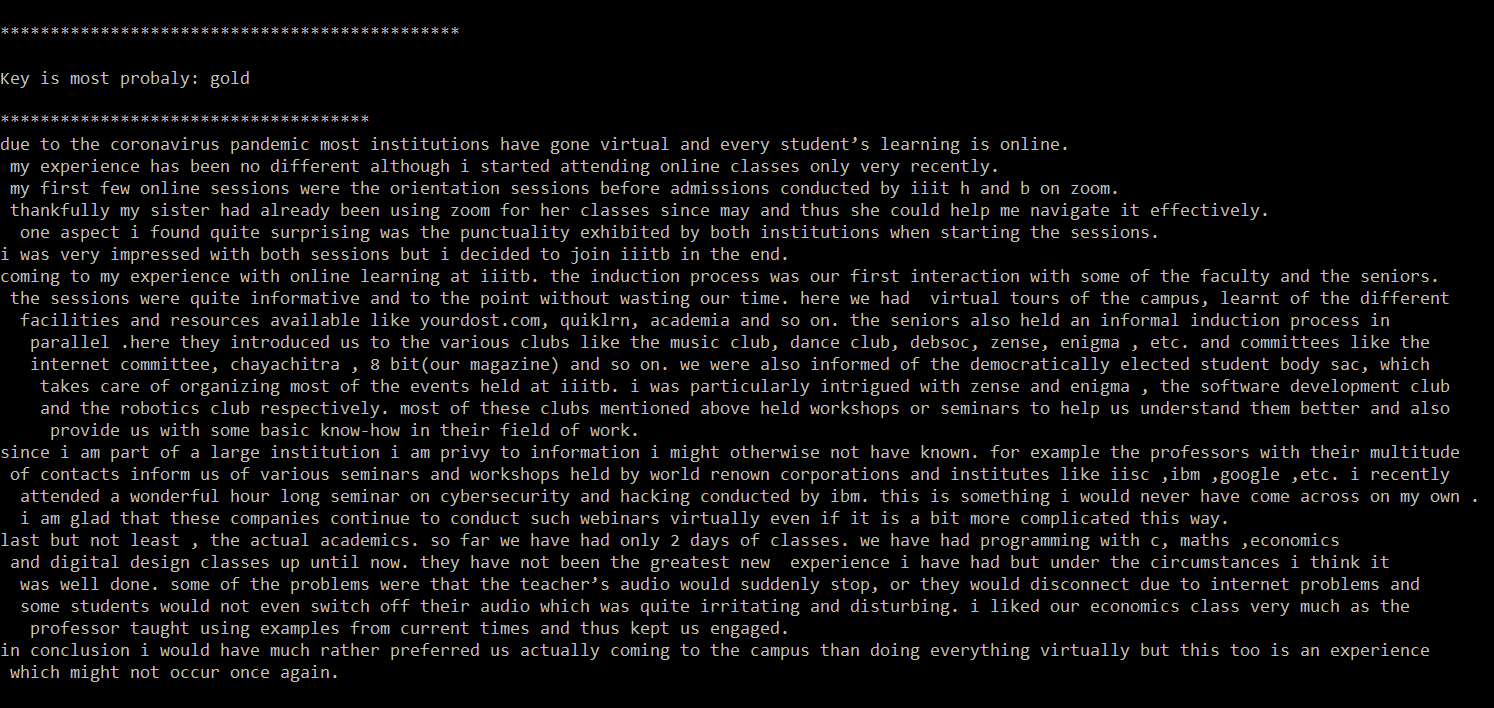 **********************************************
Key is most probaly: gold
*************************************
due to the coronavirus pandemic most institutions have gone virtual and every student’s learning is online.
my experience has been no different although i started attending online classes only very recently.
my first few online sessions were the orientation sessions before admissions conducted by iiit h and b on zoom.
thankfully my sister had already been using zoom for her classes since may and thus she could help me navigate it effectively.
one aspect i found quite surprising was the punctuality exhibited by both institutions when starting the sessions.
i was very impressed with both sessions but i decided to join iiitb in the end.
coming to my experience with online learning at iiitb. the induction process was our first interaction with some of the faculty and the seniors.
the sessions were quite informative and to the point without wasting our time. here we had  virtual tours of the campus, learnt of the different
facilities and resources available like yourdost.com, quiklrn, academia and so on. the seniors also held an informal induction process in
parallel .here they introduced us to the various clubs like the music club, dance club, debsoc, zense, enigma , etc. and committees like the
internet committee, chayachitra , 8 bit(our magazine) and so on. we were also informed of the democratically elected student body sac, which
takes care of organizing most of the events held at iiitb. i was particularly intrigued with zense and enigma , the software development club
and the robotics club respectively. most of these clubs mentioned above held workshops or seminars to help us understand them better and also
provide us with some basic know-how in their field of work.
since i am part of a large institution i am privy to information i might otherwise not have known. for example the professors with their multitude
of contacts inform us of various seminars and workshops held by world renown corporations and institutes like iisc ,ibm ,google ,etc. i recently
attended a wonderful hour long seminar on cybersecurity and hacking conducted by ibm. this is something i would never have come across on my own .
i am glad that these companies continue to conduct such webinars virtually even if it is a bit more complicated this way.
last but not least , the actual academics. so far we have had only 2 days of classes. we have had programming with c, maths ,economics
and digital design classes up until now. they have not been the greatest new  experience i have had but under the circumstances i think it
was well done. some of the problems were that the teacher’s audio would suddenly stop, or they would disconnect due to internet problems and
some students would not even switch off their audio which was quite irritating and disturbing. i liked our economics class very much as the
professor taught using examples from current times and thus kept us engaged.
in conclusion i would have much rather preferred us actually coming to the campus than doing everything virtually but this too is an experience
which might not occur once again.